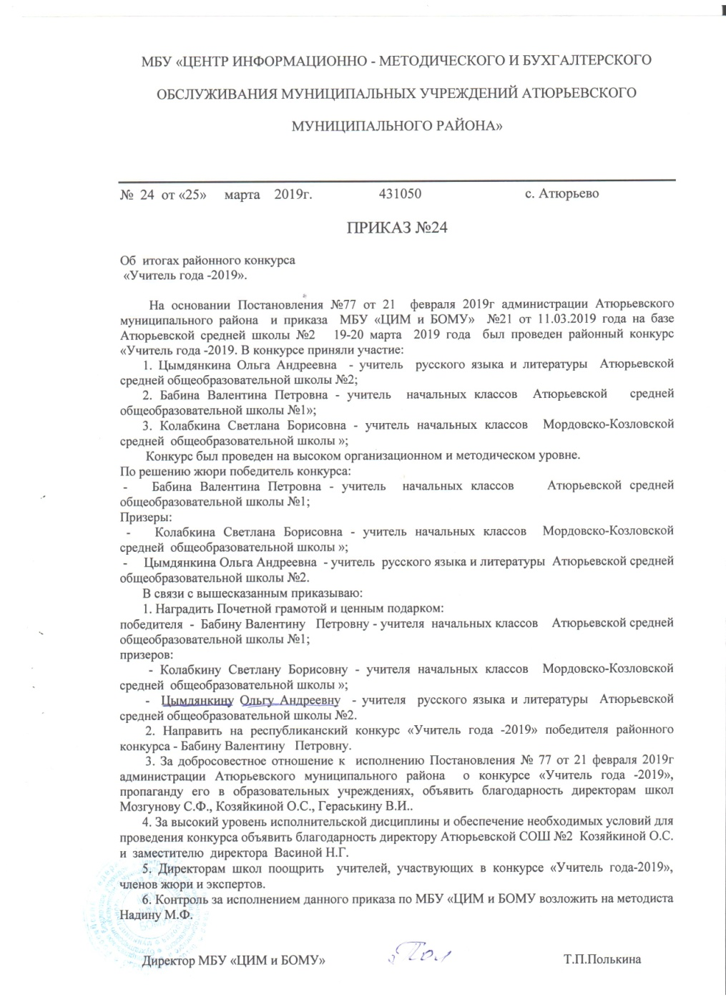 МБУ «ЦЕНТР ИНФОРМАЦИОННО - МЕТОДИЧЕСКОГО И БУХГАЛТЕРСКОГО
ОБСЛУЖИВАНИЯ МУНИЦИПАЛЬНЫХ УЧРЕЖДЕНИЙ АТЮРЬЕВСКОГО
МУНИЦИПАЛЬНОГО РАЙОНА»
№ 24 от «25» марта 2019г. 431050 с. Атюрьево
ПРИКАЗ №24
Об итогах районного конкурса
«Учитель года -2019».
На основании Постановления №77 от 21 февраля 2019г администрации Атюрьевского
муниципального района и приказа МБУ «ЦИМ и БОМУ» №21 от 11.03.2019 года на базе
Атюрьевской средней школы №2 19-20 марта 2019 года был проведен районный конкурс
«Учитель года -2019. В конкурсе приняли участие:
1. Цымдянкина Ольга Андреевна - учитель русского языка и литературы Атюрьевской
средней общеобразовательной школы №2;
2. Бабина Валентина Петровна - учитель начальных классов Атюрьевской средней
общеобразовательной школы №1»;
3. Колабкина Светлана Борисовна - учитель начальных классов Мордовско-Козловской
средней общеобразовательной школы »;
Конкурс был проведен на высоком организационном и методическом уровне.
По решению жюри победитель конкурса:
- Бабина Валентина Петровна - учитель начальных классов Атюрьевской средней
общеобразовательной школы №1;
Призеры:
- Колабкина Светлана Борисовна - учитель начальных классов Мордовско-Козловской
средней общеобразовательной школы »;
- Цымдянкина Ольга Андреевна - учитель русского языка и литературы Атюрьевской средней
общеобразовательной школы №2.
В связи с вышесказанным приказываю:
1. Наградить Почетной грамотой и ценным подарком:
победителя - Бабину Валентину Петровну - учителя начальных классов Атюрьевской средней
общеобразовательной школы №1;
призеров:
- Колабкину Светлану Борисовну - учителя начальных классов Мордовско-Козловской
средней общеобразовательной школы »;
- Цымдянкину Ольгу Андреевну - учителя русского языка и литературы Атюрьевской
средней общеобразовательной школы №2.
2. Направить на республиканский конкурс «Учитель года -2019» победителя районного
конкурса - Бабину Валентину Петровну.
3. За добросовестное отношение к исполнению Постановления № 77 от 21 февраля 2019г
администрации Атюрьевского муниципального района о конкурсе «Учитель года -2019»,
пропаганду его в образовательных учреждениях, объявить благодарность директорам школ
Мозгунову С.Ф., Козяйкиной О.С., Гераськину В.И..
4. За высокий уровень исполнительской дисциплины и обеспечение необходимых условий для
проведения конкурса объявить благодарность директору Атюрьевской СОШ №2 Козяйкиной О.С.
и заместителю директора Васиной Н.Г.
5. Директорам школ поощрить учителей, участвующих в конкурсе «Учитель года-2019»,
членов жюри и экспертов.
6. Контроль за исполнением данного приказа по МБУ «ЦИМ и БОМУ возложить на методиста
Надину М.Ф.
Директор МБУ «ЦИМ и БОМУ» Т.П.Полькина